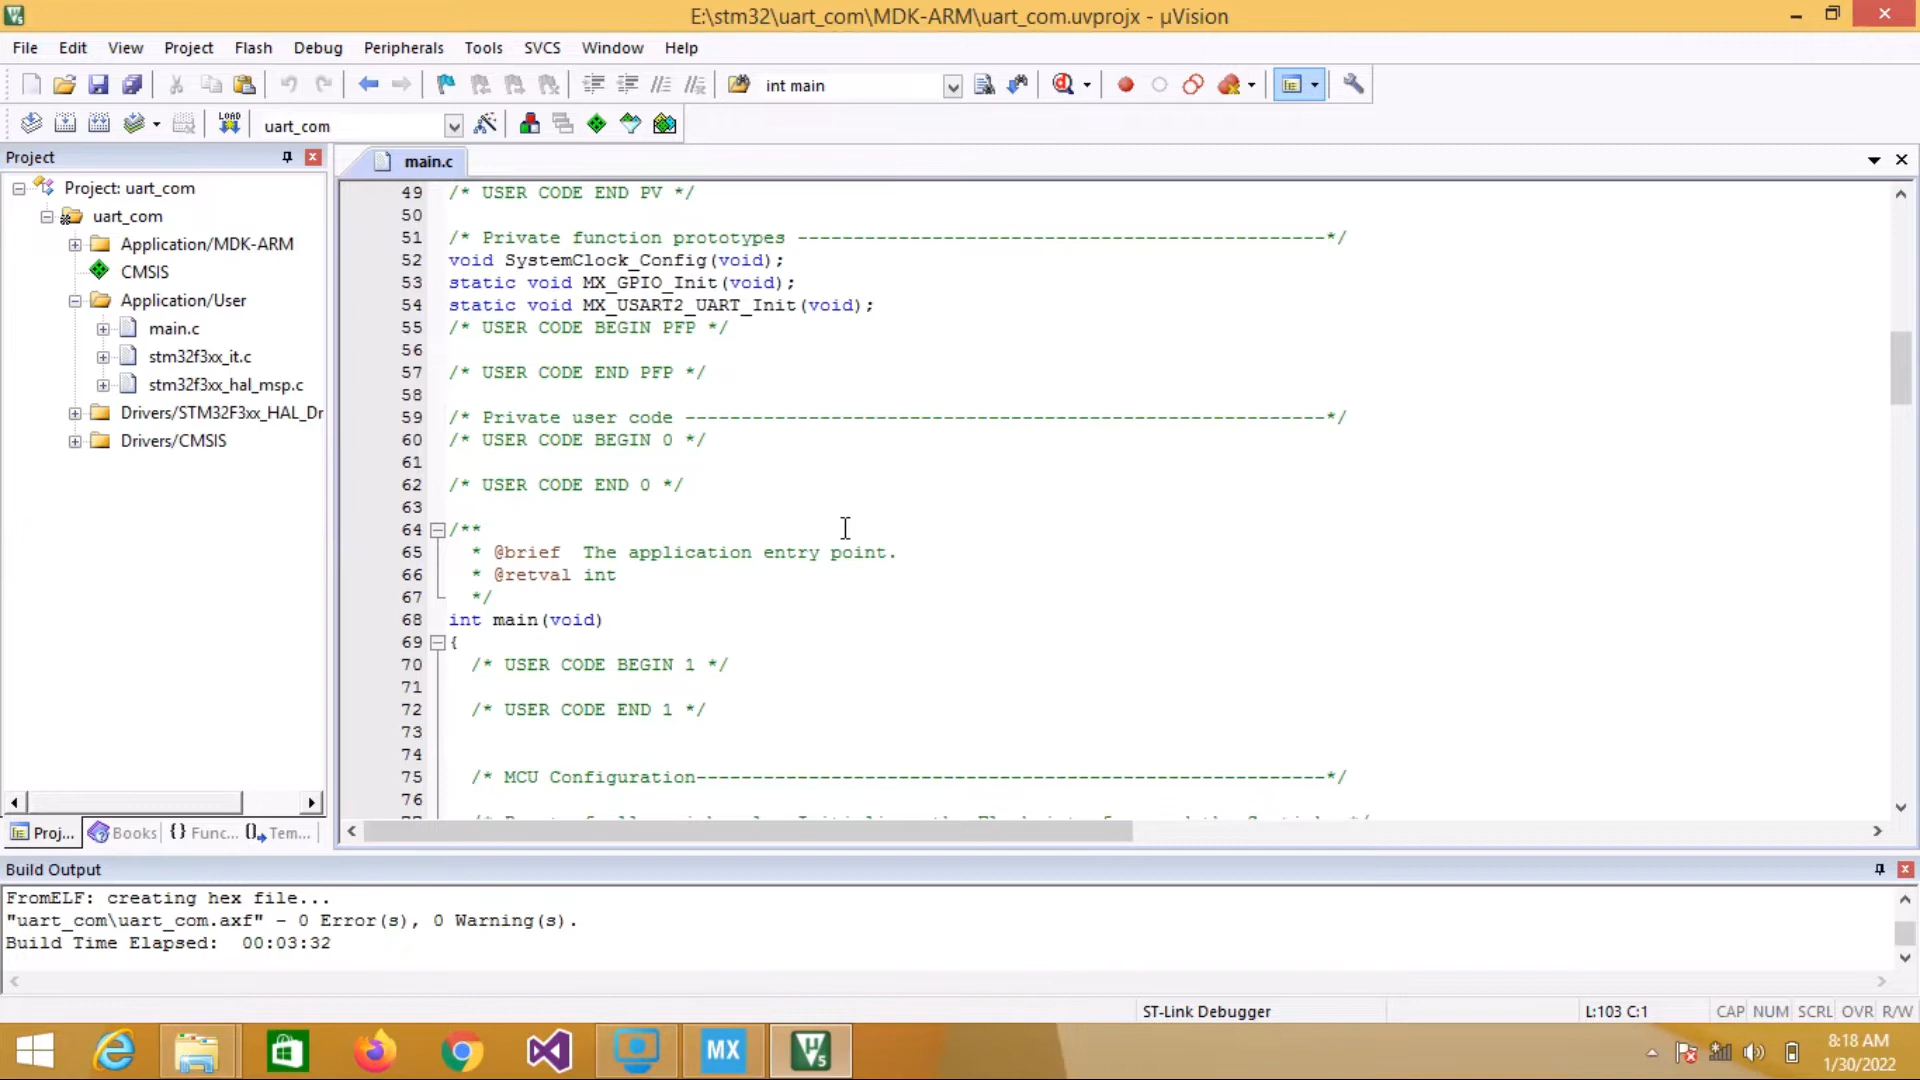 E:\stm32\uart_com\MDK-ARM\uart_com.uvprojx - µVision
File Edit View Project Flash Debug Peripherals Tools SVCS Window Help
int main
LOAD
uart_com
Project
Project: uart_com
uart_com
Application/MDK-ARM
CMSIS
Application/User
main.c
stm32f3xx_it.c
stm32f3xx_hal_msp.c
Drivers/STM32F3xx_HAL_Dr
Drivers/CMSIS
Proj... Books {} Func... Tem...
main.c
49 /* USER CODE END PV */
50
51 /* Private function prototypes -----------------------------------------------*/
52 void SystemClock_Config(void);
53 static void MX_GPIO_Init(void);
54 static void MX_USART2_UART_Init(void);
55 /* USER CODE BEGIN PFP */
56
57 /* USER CODE END PFP */
58
59 /* Private user code ---------------------------------------------------------*/
60 /* USER CODE BEGIN 0 */
61
62 /* USER CODE END 0 */
63
64 /**
65 * @brief The application entry point.
66 * @retval int
67 */
68 int main(void)
69 {
70 /* USER CODE BEGIN 1 */
71
72 /* USER CODE END 1 */
73
74
75 /* MCU Configuration--------------------------------------------------------*/
76
Build Output
FromELF: creating hex file...
"uart_com\uart_com.axf" - 0 Error(s), 0 Warning(s).
Build Time Elapsed: 00:03:32
ST-Link Debugger L:103 C:1 CAP NUM SCRL OVR R/W
MX
8:18 AM
1/30/2022